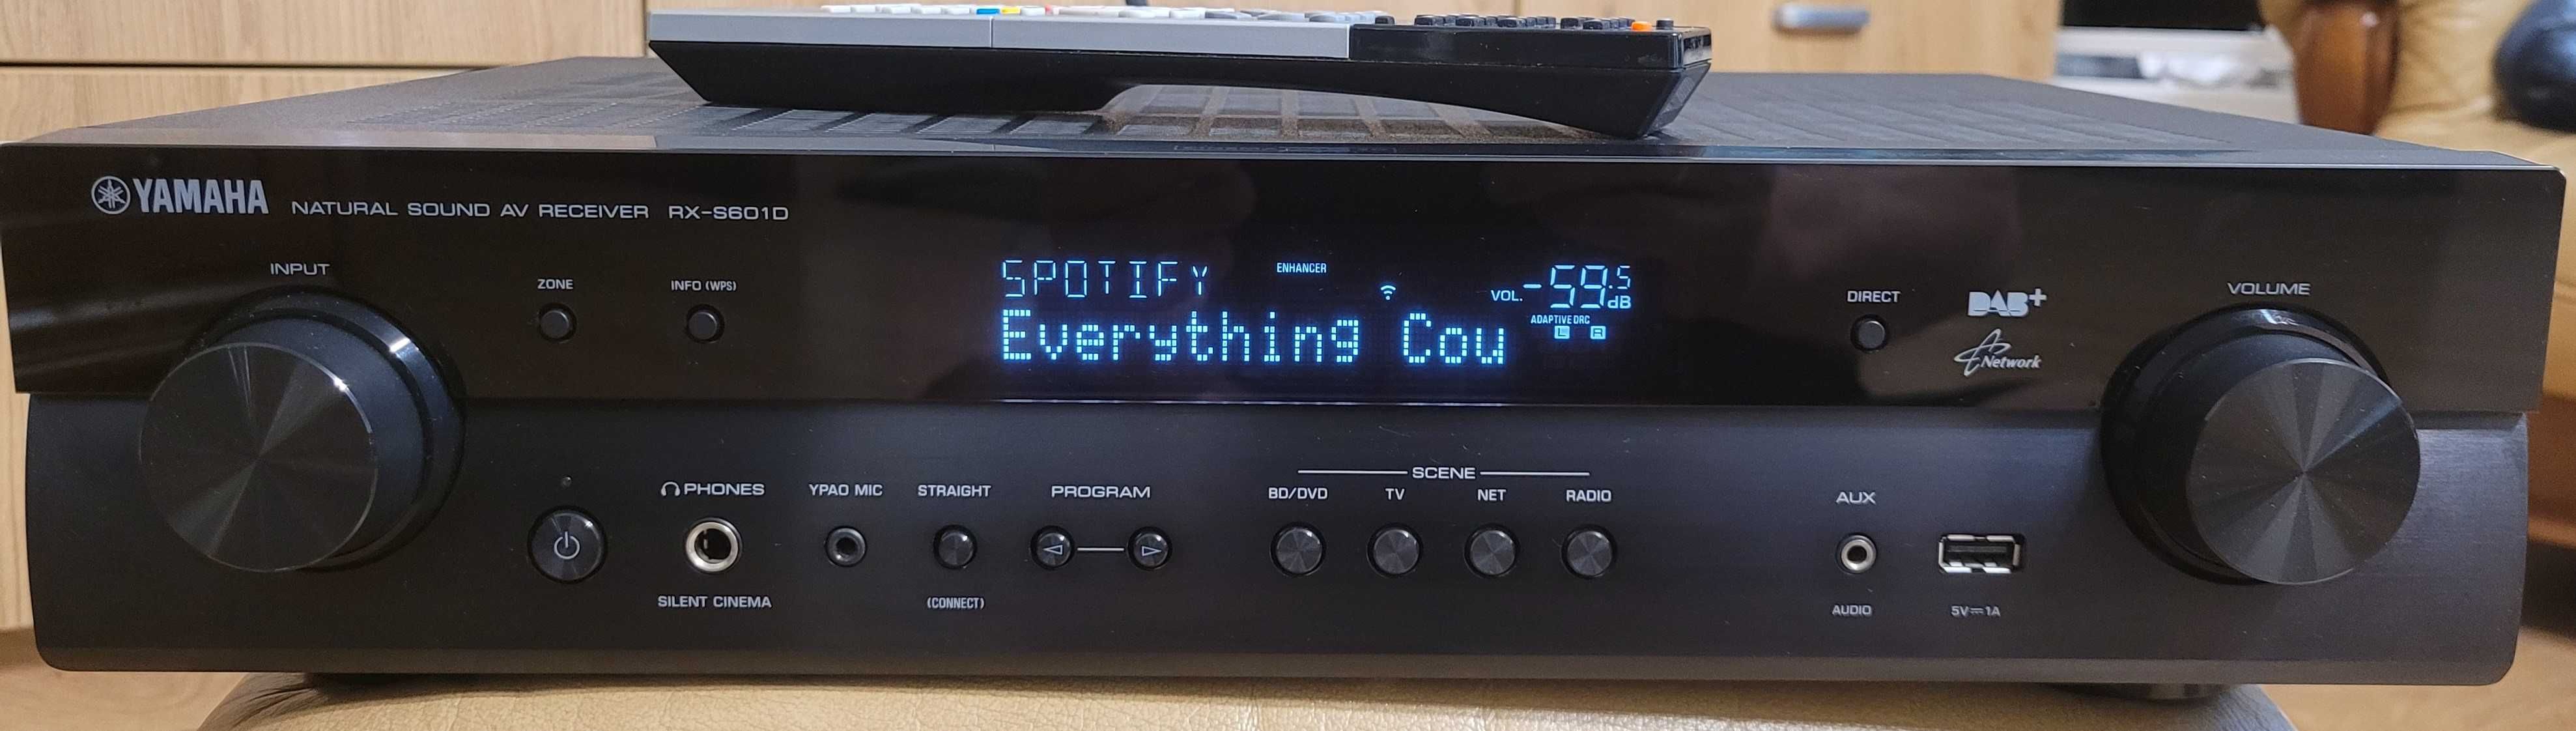 YAMAHA NATURAL SOUND AV RECEIVER RX-S601D
INPUT
ZONE
INFO (WPS)
SPOTIFY
ENHANCER
VOL. -59.5 dB
Everything Cou
ADAPTIVE DRC
L R
DIRECT
DAB+
Network
VOLUME
PHONES
SILENT CINEMA
YPAO MIC
STRAIGHT
(CONNECT)
PROGRAM
SCENE
BD/DVD TV NET RADIO
AUX
AUDIO
5V⎓1A